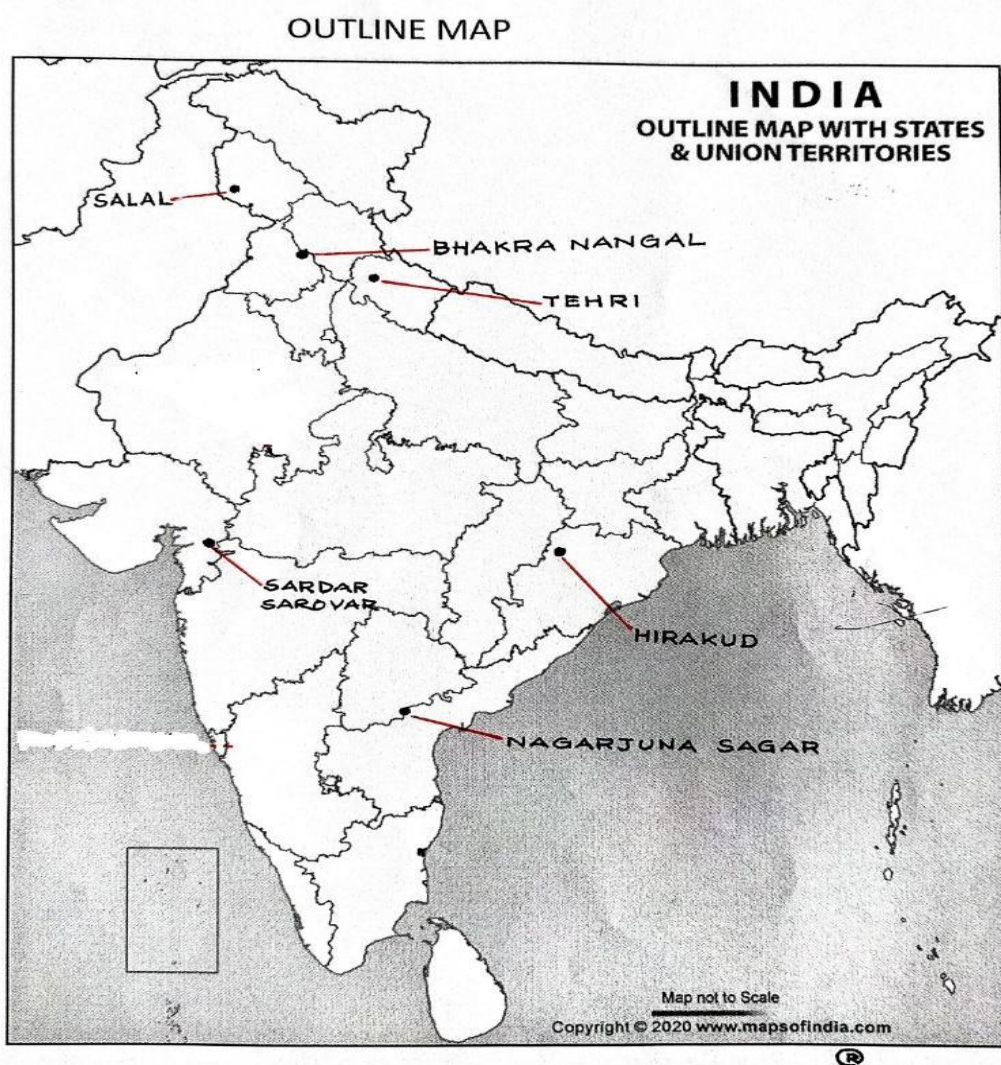 OUTLINE MAP
INDIA
OUTLINE MAP WITH STATES
& UNION TERRITORIES
SALAL
BHAKRA NANGAL
TEHRI
SARDAR
SAROVAR
HIRAKUD
NAGARJUNA SAGAR
Map not to Scale
Copyright © 2020 www.mapsofindia.com
®